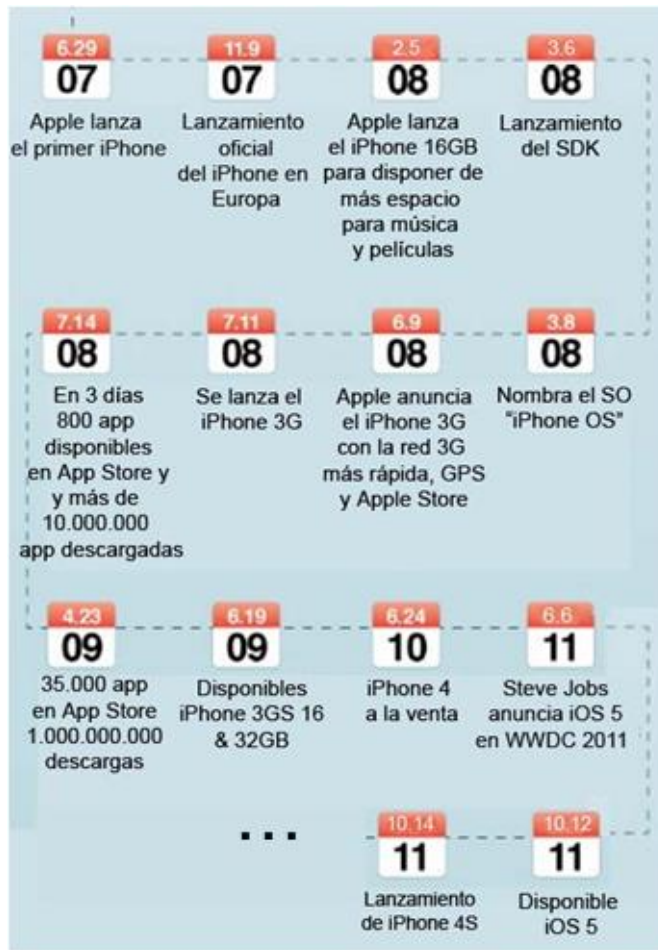 6.29
07
Apple lanza
el primer iPhone
11.9
07
Lanzamiento
oficial
del iPhone en
Europa
2.5
08
Apple lanza
el iPhone 16GB
para disponer de
más espacio
para música
y películas
3.6
08
Lanzamiento
del SDK
3.8
08
Nombra el SO
"iPhone OS"
6.9
08
Apple anuncia
el iPhone 3G
con la red 3G
más rápida, GPS
y Apple Store
7.11
08
Se lanza el
iPhone 3G
7.14
08
En 3 días
800 app
disponibles
en App Store y
y más de
10.000.000
app descargadas
4.23
09
35.000 app
en App Store
1.000.000.000
descargas
6.19
09
Disponibles
iPhone 3GS 16
& 32GB
6.24
10
iPhone 4
a la venta
6.6
11
Steve Jobs
anuncia iOS 5
en WWDC 2011
10.12
11
Disponible
iOS 5
10.14
11
Lanzamiento
de iPhone 4S
...